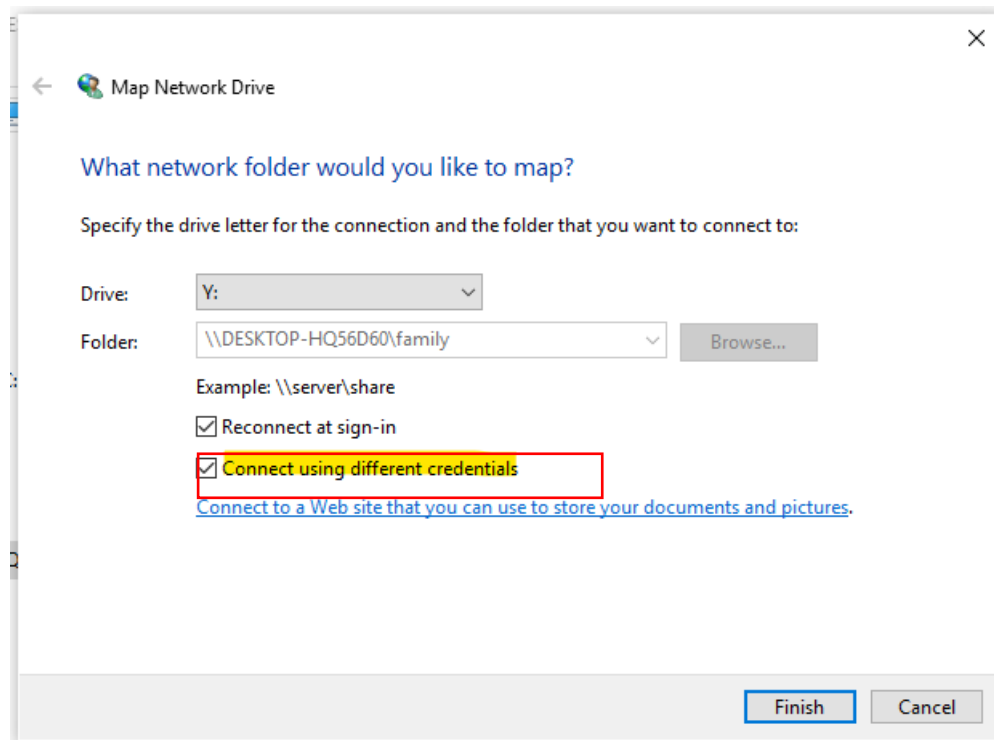 Map Network Drive
What network folder would you like to map?
Specify the drive letter for the connection and the folder that you want to connect to:
Drive: Y:
Folder: \\DESKTOP-HQ56D60\family Browse...
Example: \\server\share
Reconnect at sign-in
Connect using different credentials
Connect to a Web site that you can use to store your documents and pictures.
Finish Cancel